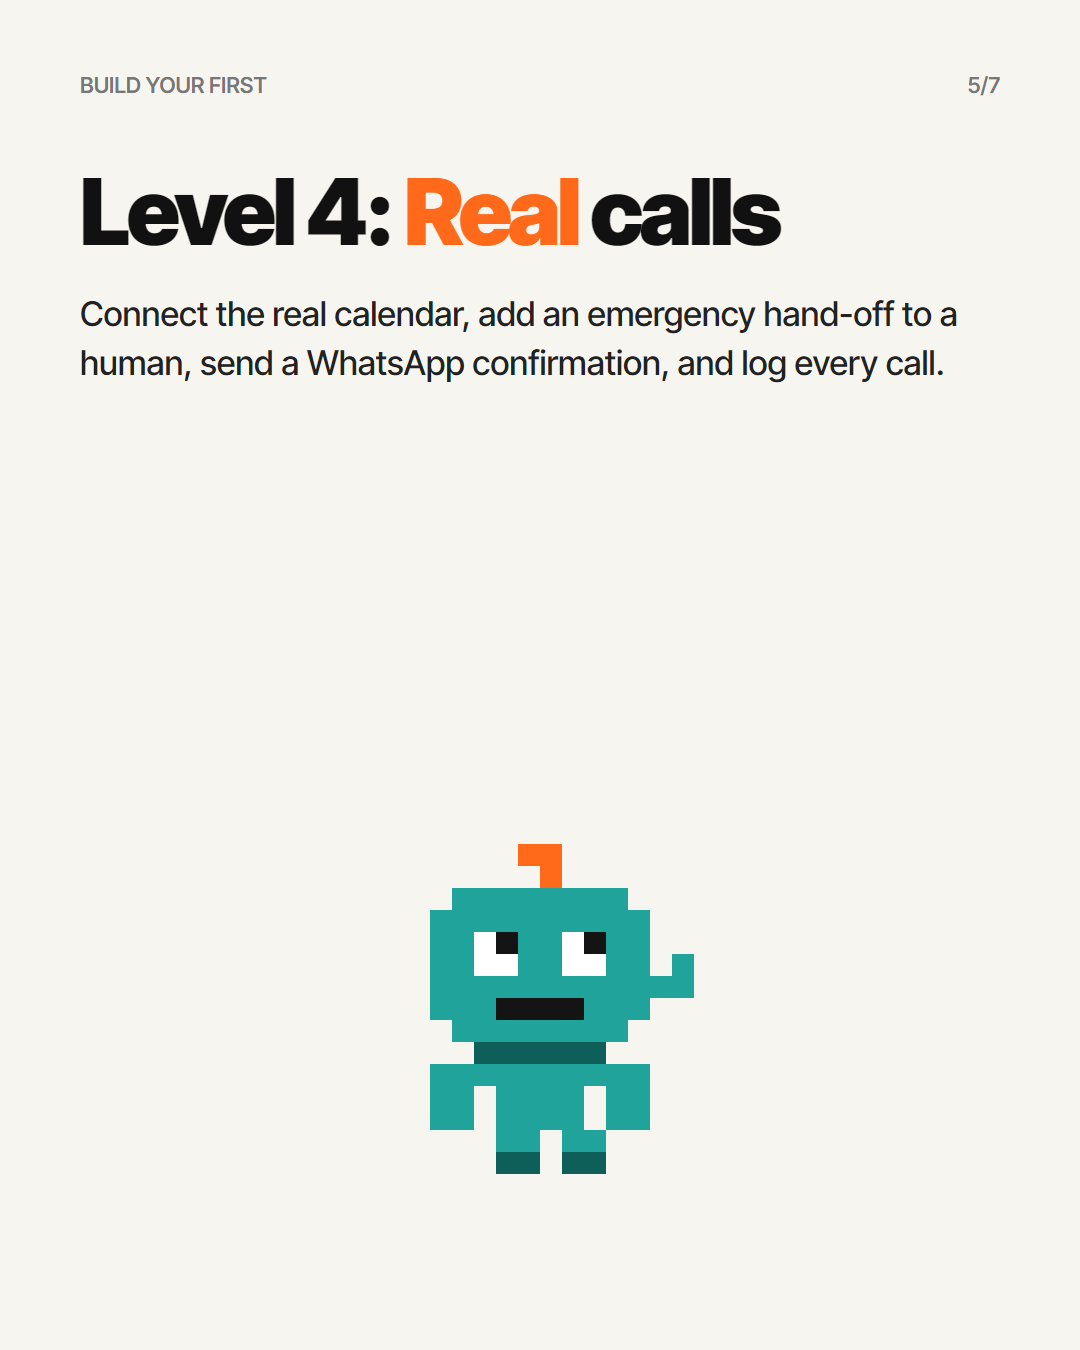 BUILD YOUR FIRST
5/7
Level 4: Real calls
Connect the real calendar, add an emergency hand-off to a
human, send a WhatsApp confirmation, and log every call.